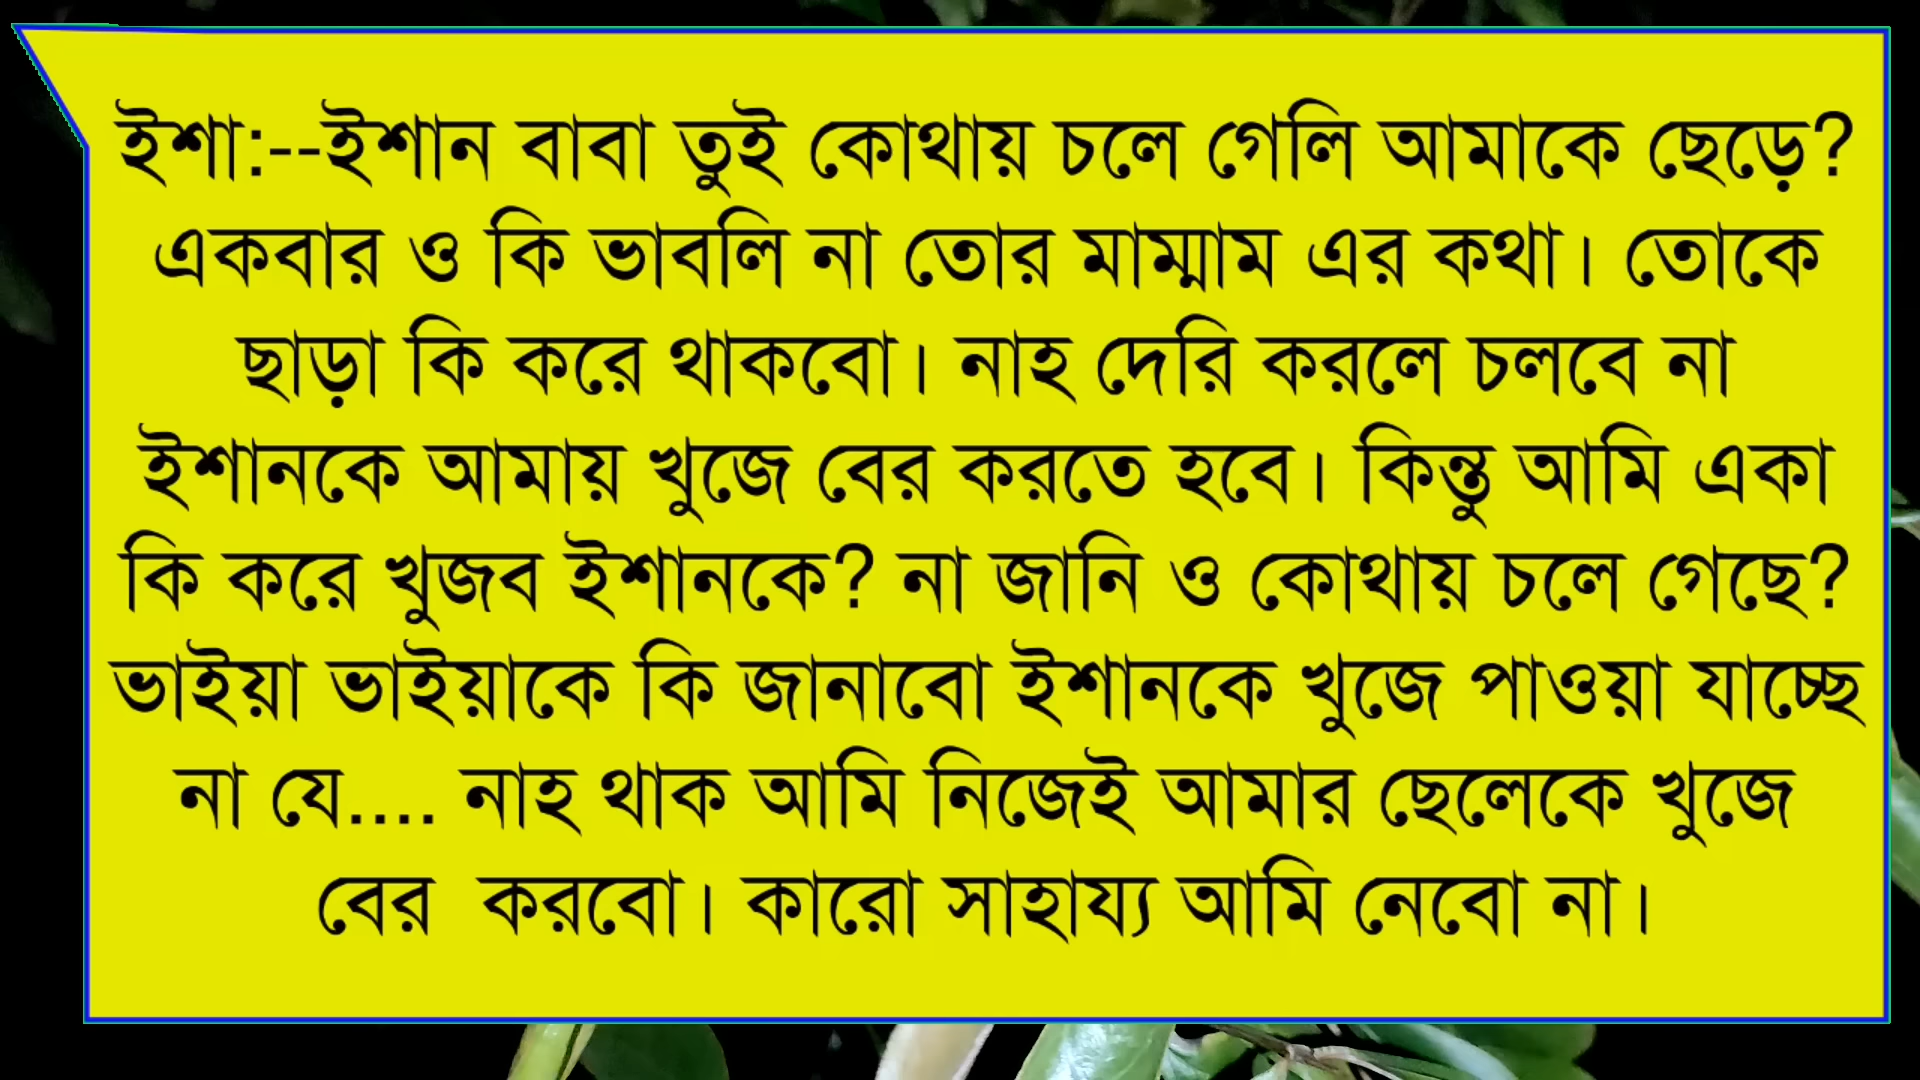 ইশা:--ইশান বাবা তুই কোথায় চলে গেলি আমাকে ছেড়ে?
একবার ও কি ভাবলি না তোর মাম্মাম এর কথা। তোকে
ছাড়া কি করে থাকবো। নাহ দেরি করলে চলবে না
ইশানকে আমায় খুজে বের করতে হবে। কিন্তু আমি একা
কি করে খুজব ইশানকে? না জানি ও কোথায় চলে গেছে?
ভাইয়া ভাইয়াকে কি জানাবো ইশানকে খুজে পাওয়া যাচ্ছে
না যে.... নাহ থাক আমি নিজেই আমার ছেলেকে খুজে
বের  করবো। কারো সাহায্য আমি নেবো না।